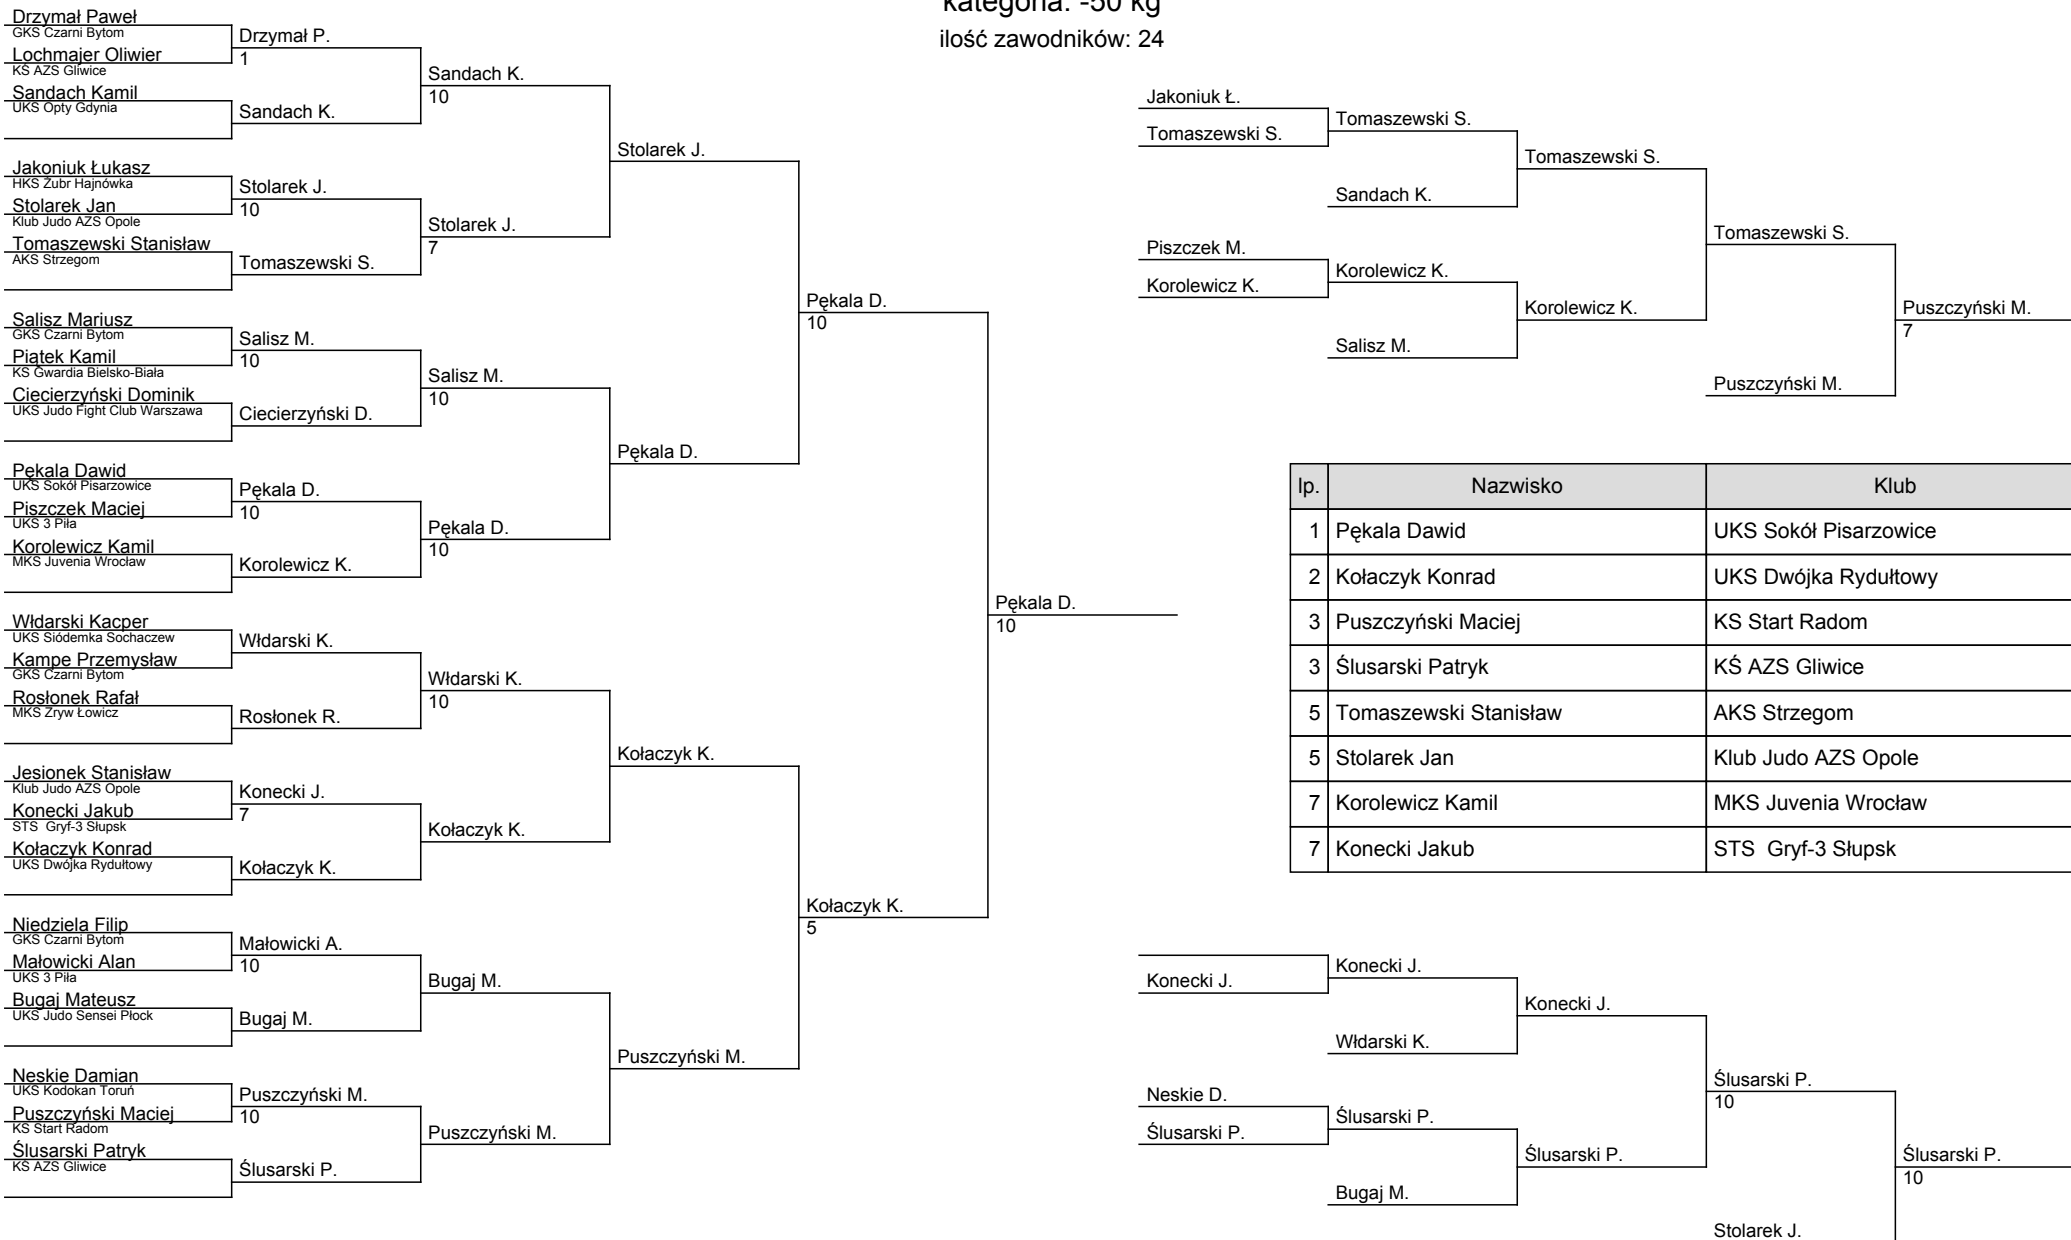 kategoria: -50 kg
ilość zawodników: 24
Drzymał Paweł
GKS Czarni Bytom
Lochmajer Oliwier
KŚ AZS Gliwice
Sandach Kamil
UKS Opty Gdynia
Jakoniuk Łukasz
HKS Żubr Hajnówka
Stolarek Jan
Klub Judo AZS Opole
Tomaszewski Stanisław
AKS Strzegom
Salisz Mariusz
GKS Czarni Bytom
Piątek Kamil
KS Gwardia Bielsko-Biała
Ciecierzyński Dominik
UKS Judo Fight Club Warszawa
Pękala Dawid
UKS Sokół Pisarzowice
Piszczek Maciej
UKS 3 Piła
Korolewicz Kamil
MKS Juvenia Wrocław
Włdarski Kacper
UKS Siódemka Sochaczew
Kampe Przemysław
GKS Czarni Bytom
Rosłonek Rafał
MKS Zryw Łowicz
Jesionek Stanisław
Klub Judo AZS Opole
Konecki Jakub
STS Gryf-3 Słupsk
Kołaczyk Konrad
UKS Dwójka Rydułtowy
Niedziela Filip
GKS Czarni Bytom
Małowicki Alan
UKS 3 Piła
Bugaj Mateusz
UKS Judo Sensei Płock
Neskie Damian
UKS Kodokan Toruń
Puszczyński Maciej
KS Start Radom
Ślusarski Patryk
KŚ AZS Gliwice
Drzymał P.
1
Sandach K.
Stolarek J.
10
Tomaszewski S.
Salisz M.
10
Ciecierzyński D.
Pękala D.
10
Korolewicz K.
Włdarski K.
Rosłonek R.
Konecki J.
7
Kołaczyk K.
Małowicki A.
10
Bugaj M.
Puszczyński M.
10
Ślusarski P.
Sandach K.
10
Stolarek J.
7
Salisz M.
10
Pękala D.
10
Włdarski K.
10
Kołaczyk K.
Bugaj M.
Puszczyński M.
Stolarek J.
Pękala D.
Kołaczyk K.
Puszczyński M.
Pękala D.
10
Kołaczyk K.
5
Pękala D.
10
Jakoniuk Ł.
Tomaszewski S.
Piszczek M.
Korolewicz K.
Tomaszewski S.
Sandach K.
Korolewicz K.
Salisz M.
Tomaszewski S.
Korolewicz K.
Tomaszewski S.
Puszczyński M.
Puszczyński M.
7
lp. Nazwisko Klub
1 Pękala Dawid UKS Sokół Pisarzowice
2 Kołaczyk Konrad UKS Dwójka Rydułtowy
3 Puszczyński Maciej KS Start Radom
3 Ślusarski Patryk KŚ AZS Gliwice
5 Tomaszewski Stanisław AKS Strzegom
5 Stolarek Jan Klub Judo AZS Opole
7 Korolewicz Kamil MKS Juvenia Wrocław
7 Konecki Jakub STS Gryf-3 Słupsk
Konecki J.
Neskie D.
Ślusarski P.
Konecki J.
Włdarski K.
Ślusarski P.
Bugaj M.
Konecki J.
Ślusarski P.
Ślusarski P.
10
Stolarek J.
Ślusarski P.
10